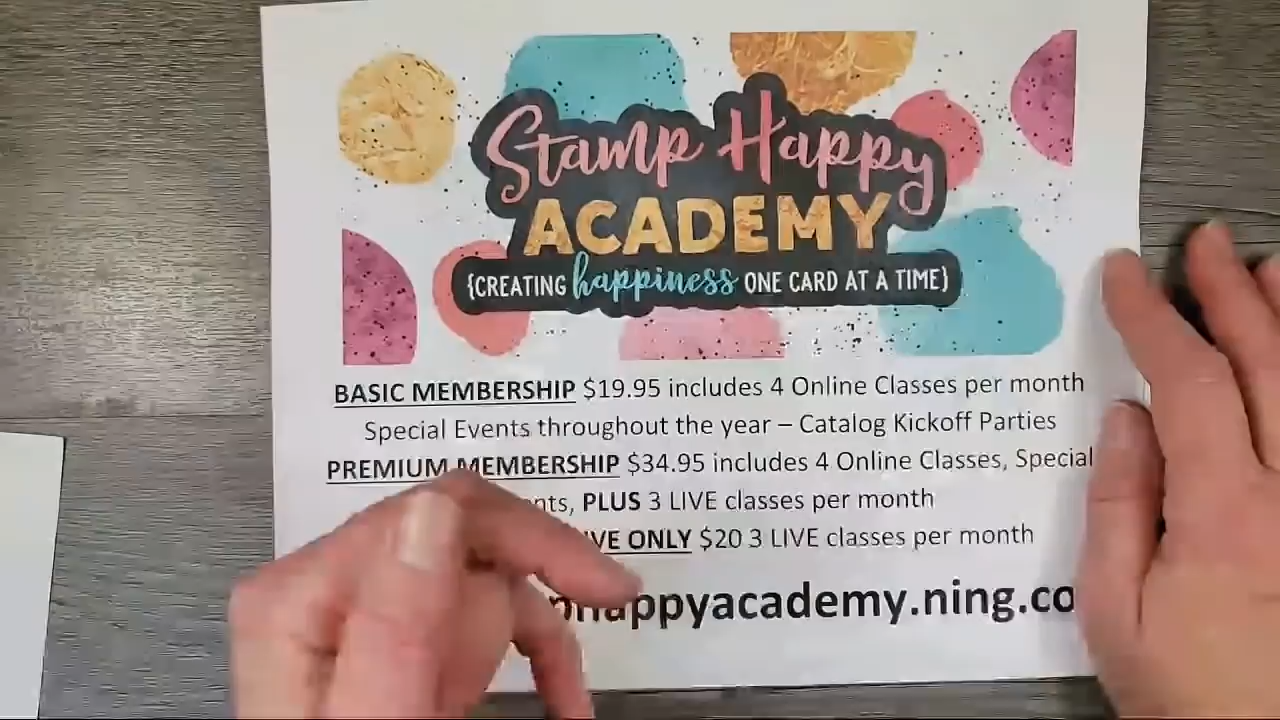 Stamp Happy
ACADEMY
{CREATING happiness ONE CARD AT A TIME}
BASIC MEMBERSHIP $19.95 includes 4 Online Classes per month
Special Events throughout the year – Catalog Kickoff Parties
PREMIUM MEMBERSHIP $34.95 includes 4 Online Classes, Special
PLUS 3 LIVE classes per month
ONLY $20 3 LIVE classes per month
happyacademy.ning.co